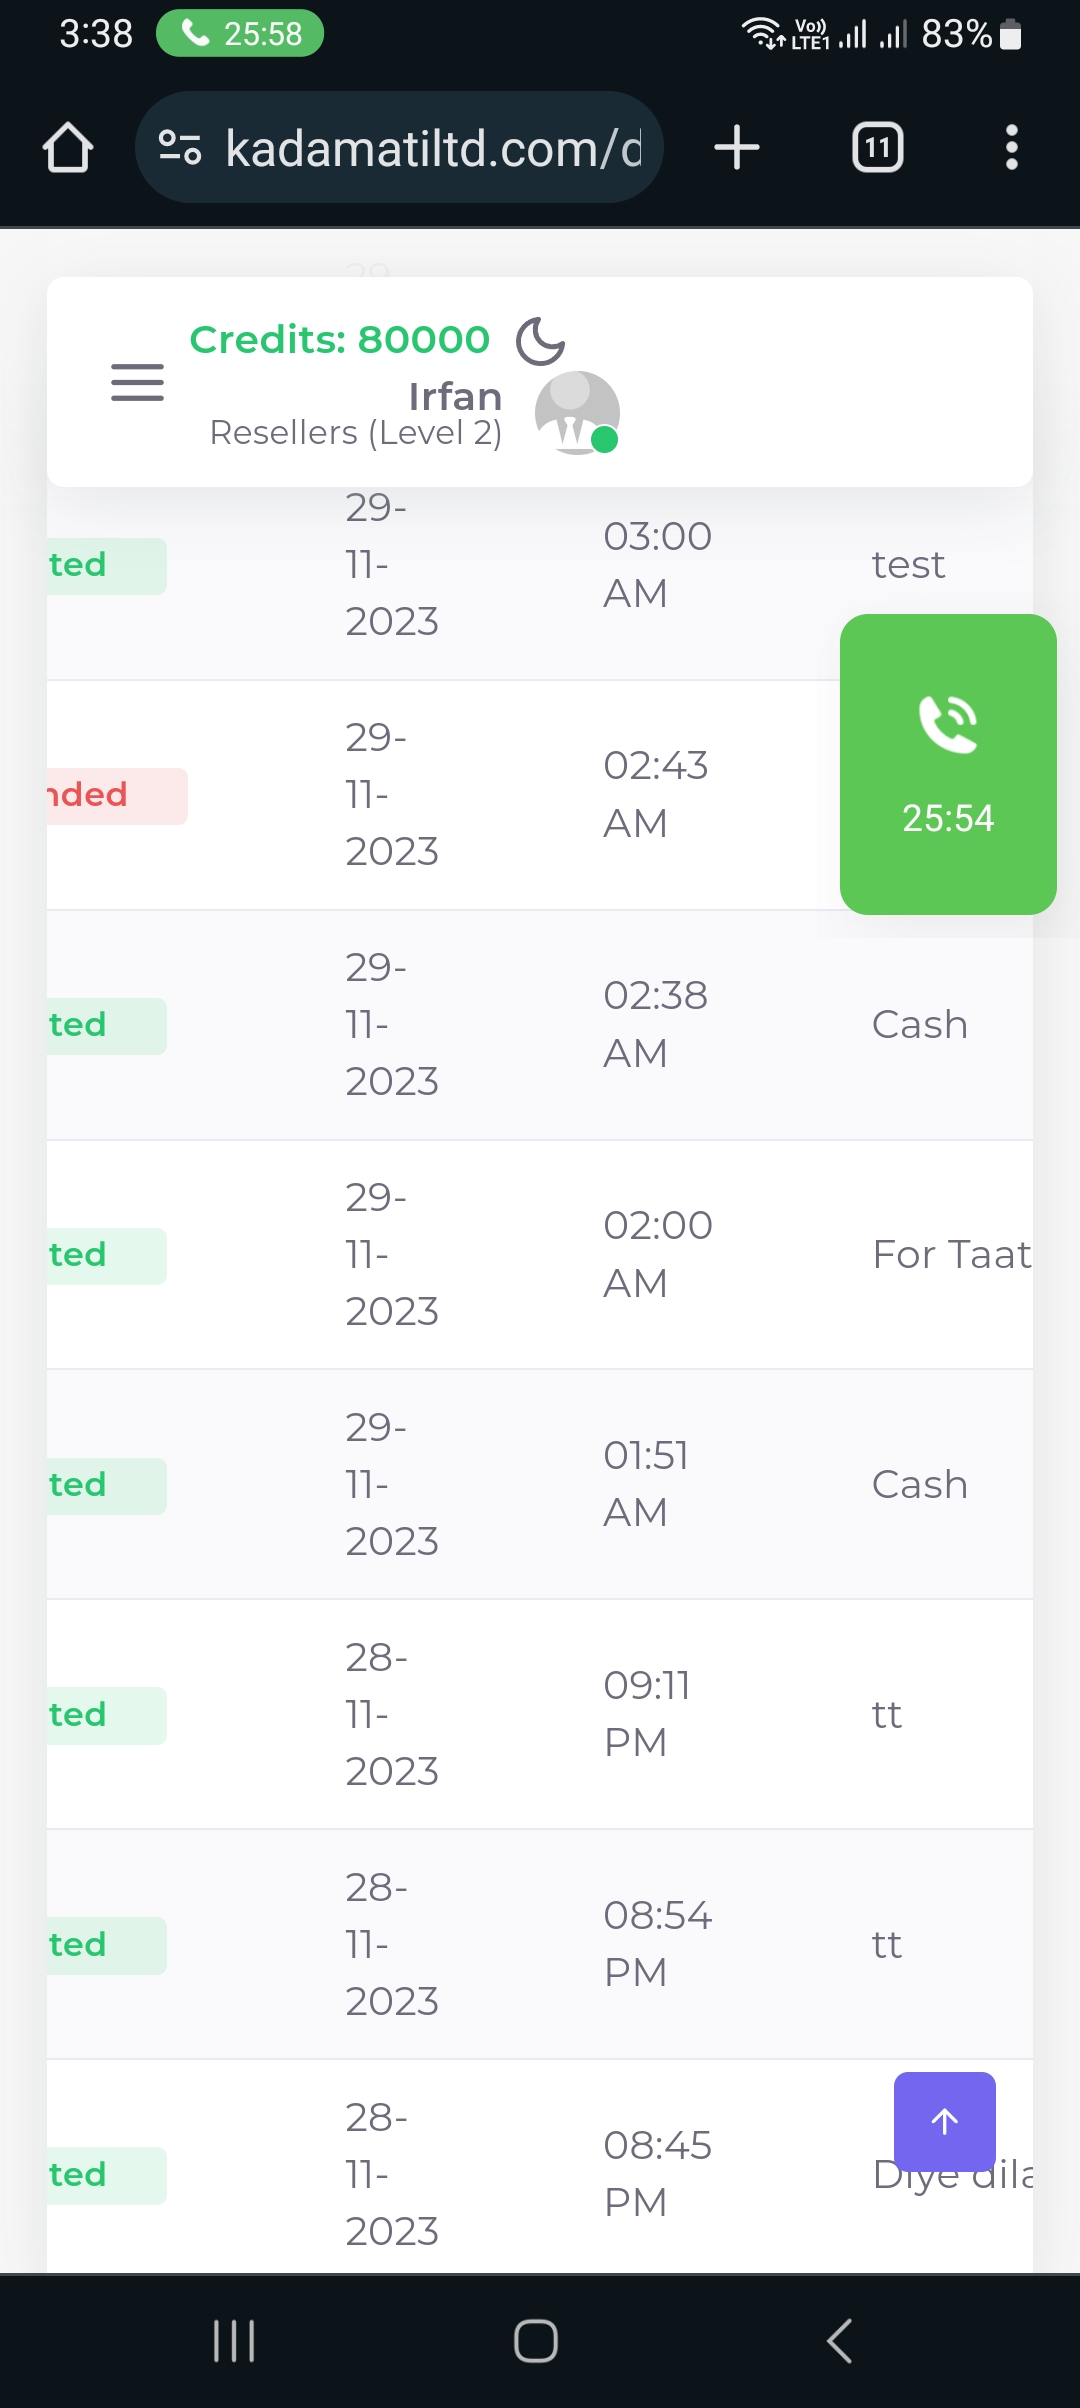 3:38 25:58 Vo) LTE1 83%
kadamatiltd.com/d
11
Credits: 80000
Irfan
Resellers (Level 2)
ted 29-11-2023 03:00 AM test
25:54
nded 29-11-2023 02:43 AM
ted 29-11-2023 02:38 AM Cash
ted 29-11-2023 02:00 AM For Taat
ted 29-11-2023 01:51 AM Cash
ted 28-11-2023 09:11 PM tt
ted 28-11-2023 08:54 PM tt
ted 28-11-2023 08:45 PM Diye dila